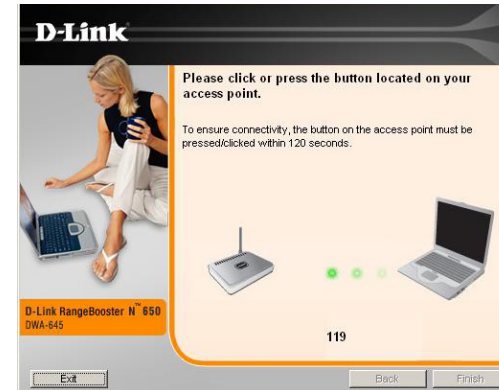 D-Link
Please click or press the button located on your
access point.
To ensure connectivity, the button on the access point must be
pressed/clicked within 120 seconds.
D-Link RangeBooster N™ 650
DWA-645
119
Exit
Back
Finish